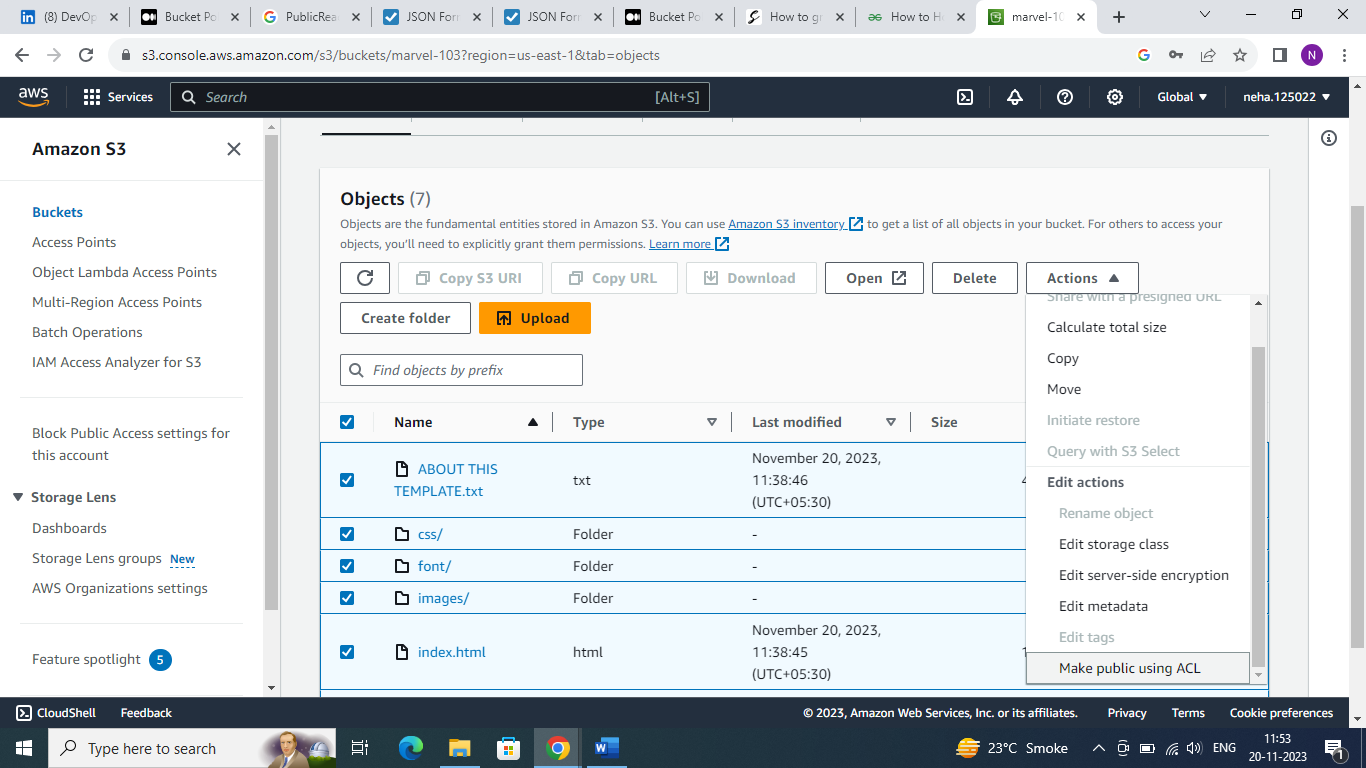 (8) DevOp
Bucket Po
PublicRea
JSON Form
JSON Form
Bucket Po
How to gr
How to Ho
marvel-10
s3.console.aws.amazon.com/s3/buckets/marvel-103?region=us-east-1&tab=objects
N
aws
Services
Search
[Alt+S]
Global
neha.125022
Amazon S3
Buckets
Access Points
Object Lambda Access Points
Multi-Region Access Points
Batch Operations
IAM Access Analyzer for S3
Block Public Access settings for
this account
Storage Lens
Dashboards
Storage Lens groups New
AWS Organizations settings
Feature spotlight 5
Objects (7)
Objects are the fundamental entities stored in Amazon S3. You can use Amazon S3 inventory to get a list of all objects in your bucket. For others to access your
objects, you'll need to explicitly grant them permissions. Learn more
Copy S3 URI
Copy URL
Download
Open
Delete
Actions
Create folder
Upload
Find objects by prefix
Share with a presigned URL
Calculate total size
Copy
Move
Initiate restore
Query with S3 Select
Edit actions
Rename object
Edit storage class
Edit server-side encryption
Edit metadata
Edit tags
Make public using ACL
Name
Type
Last modified
Size
ABOUT THIS
TEMPLATE.txt
txt
November 20, 2023,
11:38:46
(UTC+05:30)
css/
Folder
-
font/
Folder
-
images/
Folder
-
index.html
html
November 20, 2023,
11:38:45
(UTC+05:30)
CloudShell
Feedback
© 2023, Amazon Web Services, Inc. or its affiliates.
Privacy
Terms
Cookie preferences
Type here to search
23°C Smoke
ENG
11:53
20-11-2023
1